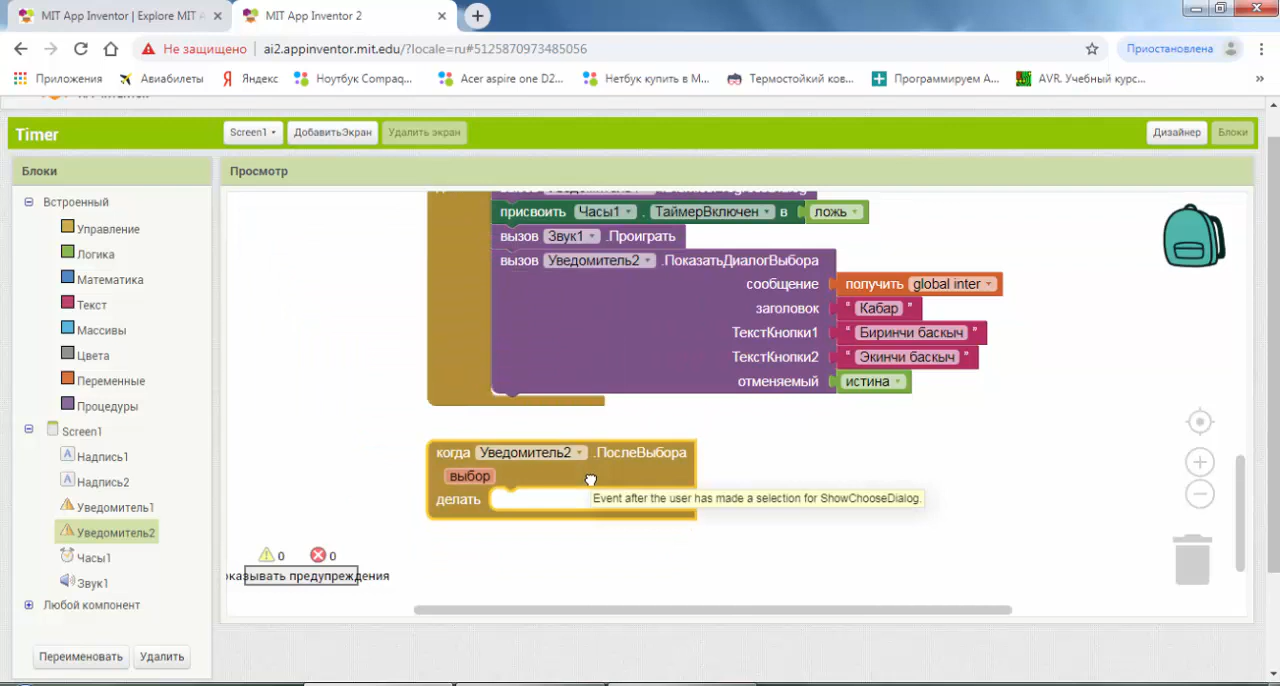 MIT App Inventor | Explore MIT A
MIT App Inventor 2
Не защищено
ai2.appinventor.mit.edu/?locale=ru#5125870973485056
Приостановлена
Приложения
Авиабилеты
Яндекс
Ноутбук Compaq...
Acer aspire one D2...
Нетбук купить в М...
Термостойкий ков...
Программируем А...
AVR. Учебный курс...
»
Timer
Screen1
ДобавитьЭкран
Удалить экран
Дизайнер
Блоки
Блоки
Просмотр
Встроенный
Управление
Логика
Математика
Текст
Массивы
Цвета
Переменные
Процедуры
Screen1
Надпись1
Надпись2
Уведомитель1
Уведомитель2
Часы1
Звук1
Любой компонент
Переименовать
Удалить
присвоить Часы1 . ТаймерВключен в ложь
вызов Звук1 .Проиграть
вызов Уведомитель2 .ПоказатьДиалогВыбора
сообщение получить global inter
заголовок " Кабар "
ТекстКнопки1 " Биринчи баскыч "
ТекстКнопки2 " Экинчи баскыч "
отменяемый истина
когда Уведомитель2 .ПослеВыбора
выбор
делать
Event after the user has made a selection for ShowChooseDialog.
0 0
казывать предупреждения